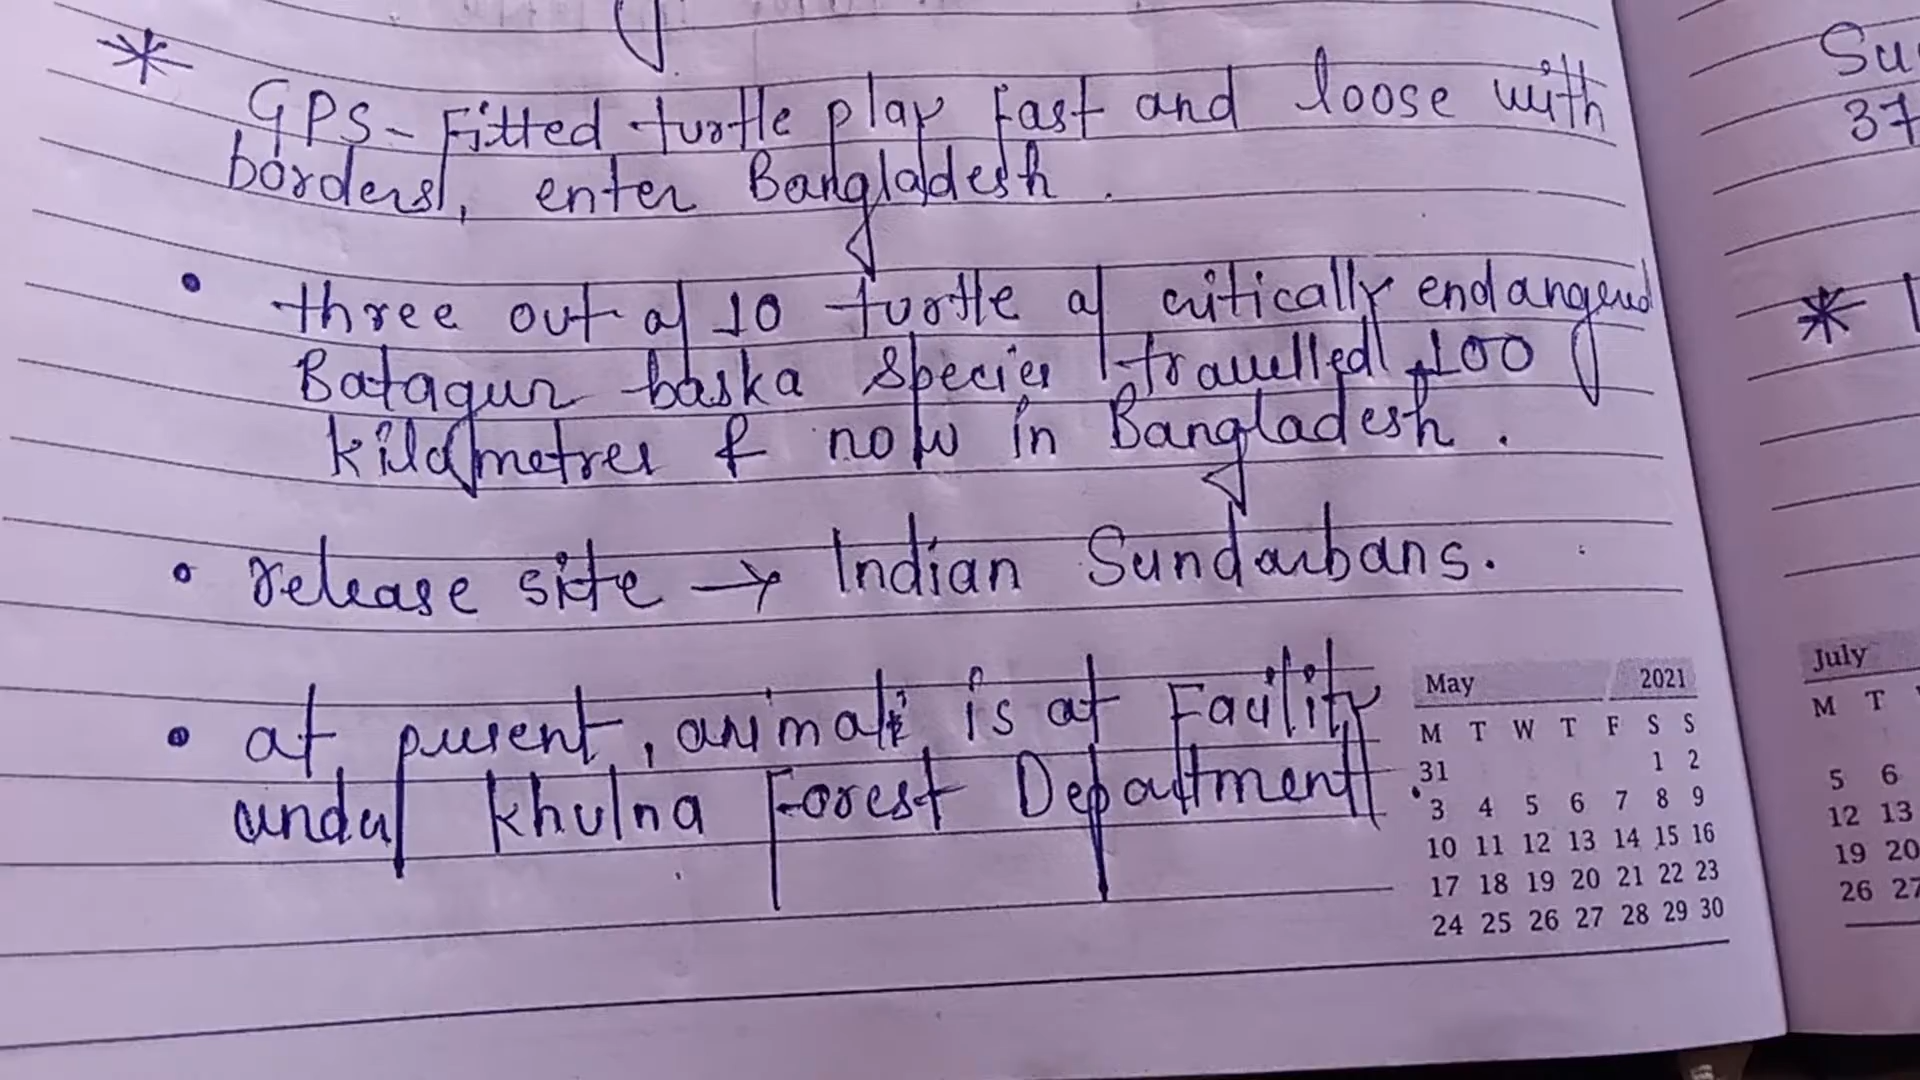 * GPS-Fitted turtle play fast and loose with
borders, enter Bangladesh.
• three out of 10 turtle of critically endangered
Batagur baska Species travelled 100
kilometres & now in Bangladesh.
• release site → Indian Sundarbans.
• at present, animal is at Facility
under Khulna Forest Department
May 2021
M T W T F S S
31 1 2
3 4 5 6 7 8 9
10 11 12 13 14 15 16
17 18 19 20 21 22 23
24 25 26 27 28 29 30
Su
37
*
July
M T
5 6
12 13
19 20
26 27